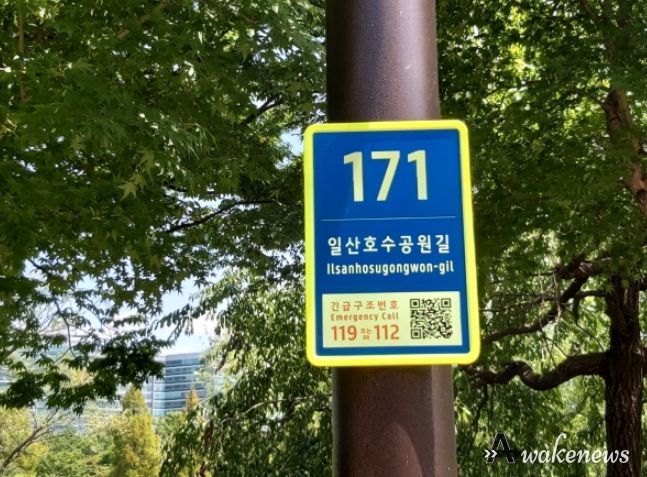 171
일산호수공원길
Ilsanhosugongwon-gil
긴급구조번호
Emergency Call
119 또는 or 112
Awakenews